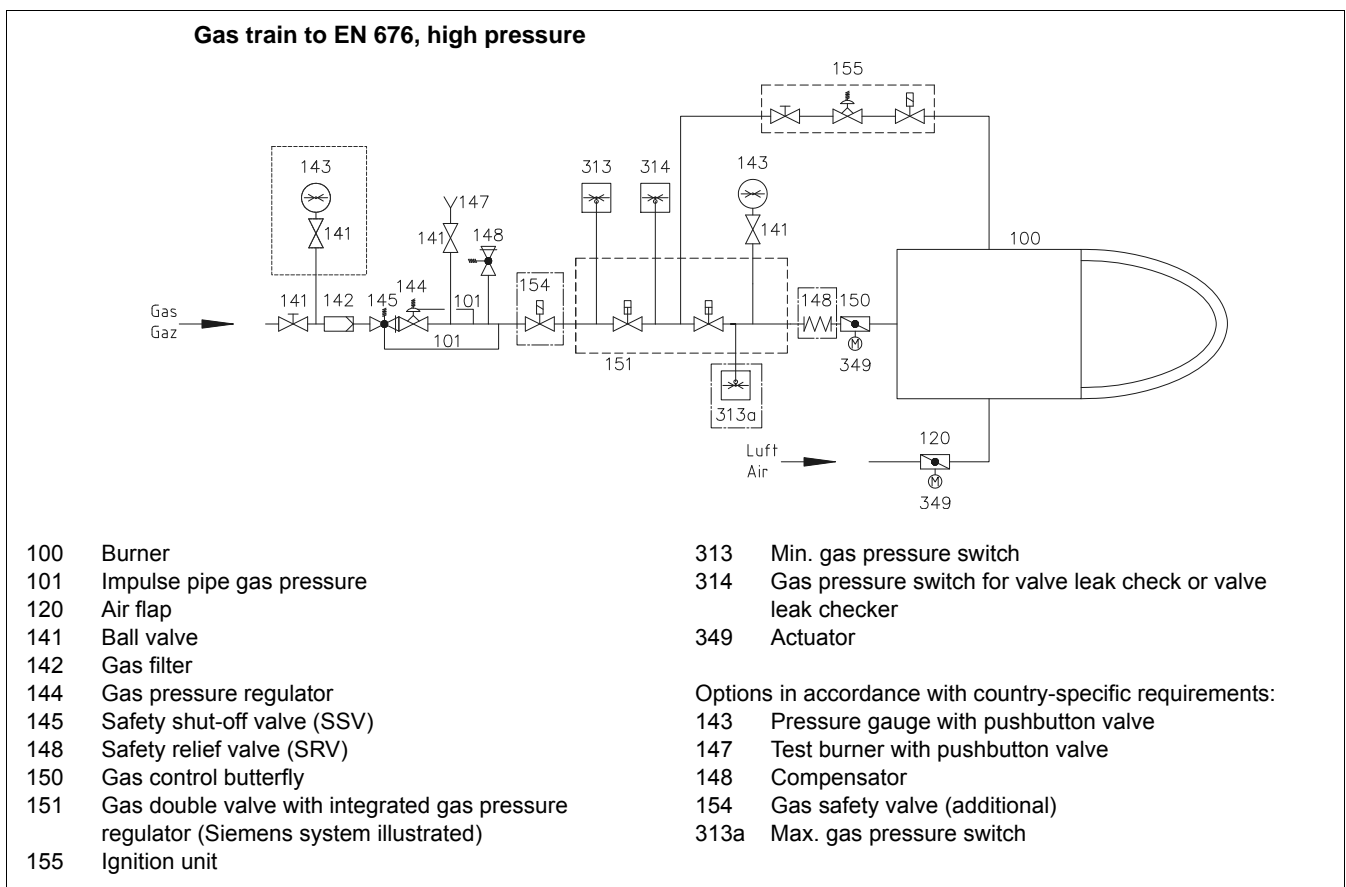 Gas train to EN 676, high pressure
155
143
313
314
143
147
141
141
148
141
100
Gas
Gaz
141
142
145
144
101
101
154
151
148
150
349
313a
Luft
Air
120
M
M
349
100 Burner
101 Impulse pipe gas pressure
120 Air flap
141 Ball valve
142 Gas filter
144 Gas pressure regulator
145 Safety shut-off valve (SSV)
148 Safety relief valve (SRV)
150 Gas control butterfly
151 Gas double valve with integrated gas pressure
regulator (Siemens system illustrated)
155 Ignition unit
313 Min. gas pressure switch
314 Gas pressure switch for valve leak check or valve
leak checker
349 Actuator
Options in accordance with country-specific requirements:
143 Pressure gauge with pushbutton valve
147 Test burner with pushbutton valve
148 Compensator
154 Gas safety valve (additional)
313a Max. gas pressure switch